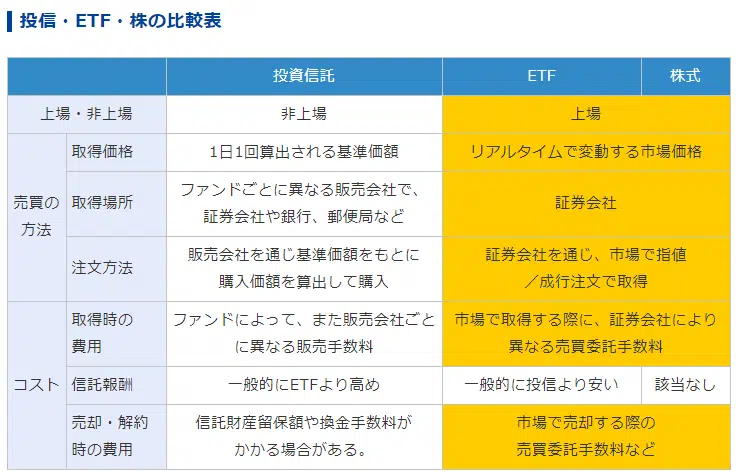 投信・ETF・株の比較表
投資信託 ETF 株式
上場・非上場 非上場 上場
売買の
方法
取得価格 1日1回算出される基準価額 リアルタイムで変動する市場価格
取得場所 ファンドごとに異なる販売会社で、
証券会社や銀行、郵便局など
証券会社
注文方法 販売会社を通じ基準価額をもとに
購入価額を算出して購入
証券会社を通じ、市場で指値
／成行注文で取得
コスト
取得時の
費用
ファンドによって、また販売会社ごと
に異なる販売手数料
市場で取得する際に、証券会社により
異なる売買委託手数料
信託報酬 一般的にETFより高め 一般的に投信より安い 該当なし
売却・解約
時の費用
信託財産留保額や換金手数料が
かかる場合がある。
市場で売却する際の
売買委託手数料など